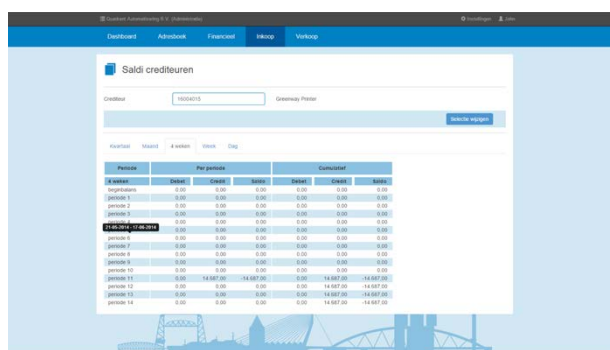 Quadrant Automatisering B.V. (Administratie) Instellingen John
Dashboard Adresboek Financieel Inkoop Verkoop
Saldi crediteuren
Crediteur 16004015 Greenway Printer
Selectie wijzigen
Kwartaal Maand 4 weken Week Dag
Periode Per periode Cumulatief
4 weken Debet Credit Saldo Debet Credit Saldo
beginbalans 0,00 0,00 0,00 0,00 0,00 0,00
periode 1 0,00 0,00 0,00 0,00 0,00 0,00
periode 2 0,00 0,00 0,00 0,00 0,00 0,00
periode 3 0,00 0,00 0,00 0,00 0,00 0,00
periode 4 0,00 0,00 0,00 0,00 0,00 0,00
21-05-2014 - 17-06-2014 0,00 0,00 0,00 0,00 0,00 0,00
periode 6 0,00 0,00 0,00 0,00 0,00 0,00
periode 7 0,00 0,00 0,00 0,00 0,00 0,00
periode 8 0,00 0,00 0,00 0,00 0,00 0,00
periode 9 0,00 0,00 0,00 0,00 0,00 0,00
periode 10 0,00 0,00 0,00 0,00 0,00 0,00
periode 11 0,00 14.687,00 -14.687,00 0,00 14.687,00 -14.687,00
periode 12 0,00 0,00 0,00 0,00 14.687,00 -14.687,00
periode 13 0,00 0,00 0,00 0,00 14.687,00 -14.687,00
periode 14 0,00 0,00 0,00 0,00 14.687,00 -14.687,00